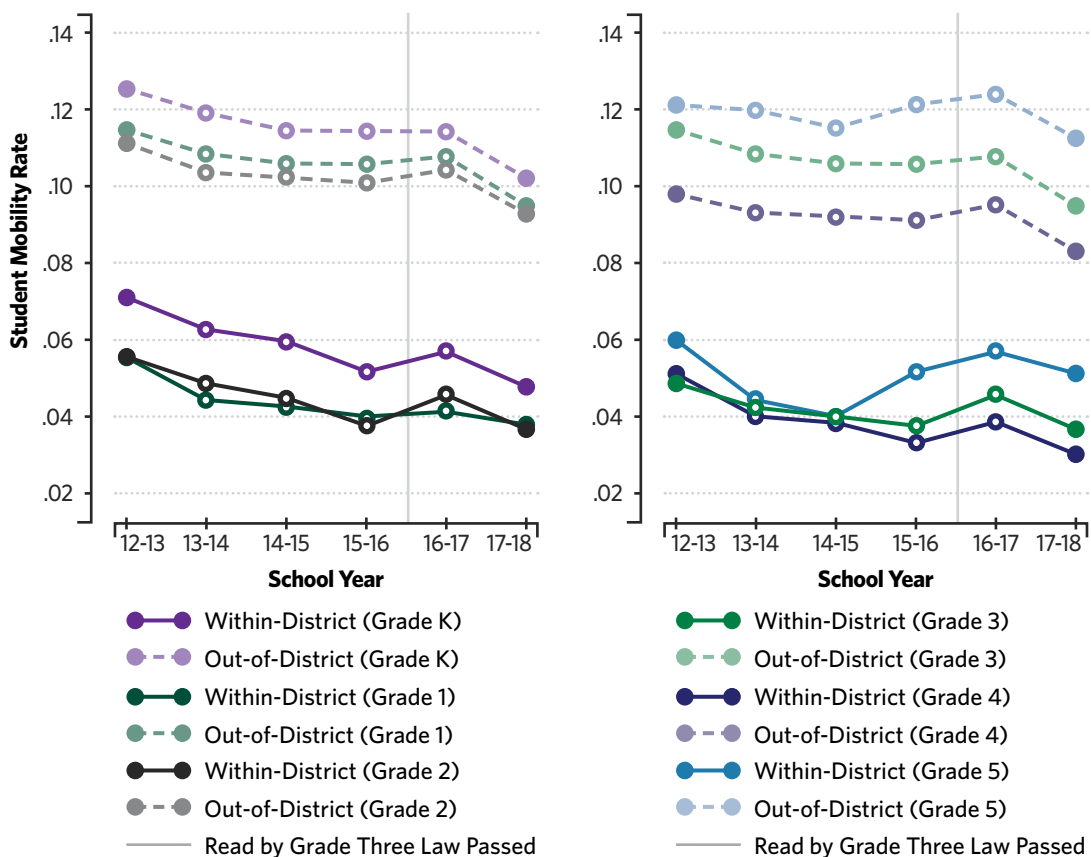 Student Mobility Rate
.14
.12
.10
.08
.06
.04
.02
12-13 13-14 14-15 15-16 16-17 17-18
School Year
Within-District (Grade K)
Out-of-District (Grade K)
Within-District (Grade 1)
Out-of-District (Grade 1)
Within-District (Grade 2)
Out-of-District (Grade 2)
Read by Grade Three Law Passed
.14
.12
.10
.08
.06
.04
.02
12-13 13-14 14-15 15-16 16-17 17-18
School Year
Within-District (Grade 3)
Out-of-District (Grade 3)
Within-District (Grade 4)
Out-of-District (Grade 4)
Within-District (Grade 5)
Out-of-District (Grade 5)
Read by Grade Three Law Passed